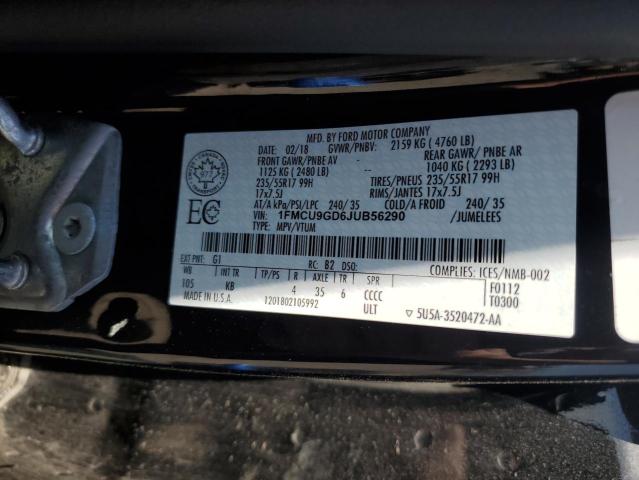 MFD. BY FORD MOTOR COMPANY
DATE: 02/18 GVWR/PNBV: 2159 KG ( 4760 LB)
FRONT GAWR/PNBE AV REAR GAWR/ PNBE AR
1125 KG ( 2480 LB) 1040 KG ( 2293 LB)
235/55R17 99H TIRES/PNEUS 235/55R17 99H
17x7.5J RIMS/JANTES 17x7.5J
AT/A kPa/PSI/LPC 240/ 35 COLD/A FROID 240/ 35
VIN: 1FMCU9GD6JUB56290 /JUMELEES
TYPE: MPV/VTUM
EC
EXT PNT: G1 RC: B2 DSO: COMPLIES: ICES/NMB-002
WB INT TR TP/PS R AXLE TR SPR F0112
105 KB 4 35 6 CCCC T0300
MADE IN U.S.A. 1201802105992 ULT 5U5A-3520472-AA